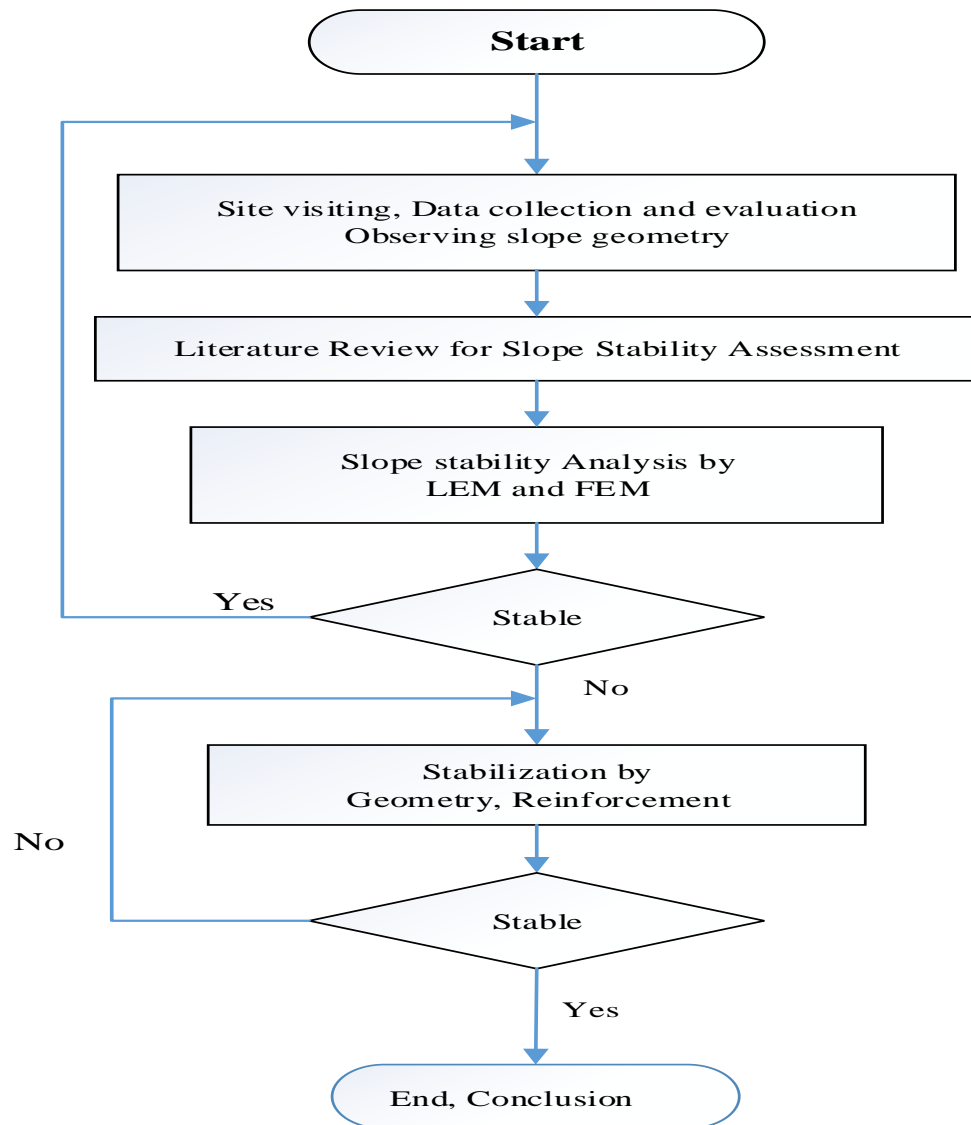 Start
Site visiting, Data collection and evaluation
Observing slope geometry
Literature Review for Slope Stability Assessment
Slope stability Analysis by
LEM and FEM
Yes
Stable
No
Stabilization by
Geometry, Reinforcement
No
Stable
Yes
End, Conclusion